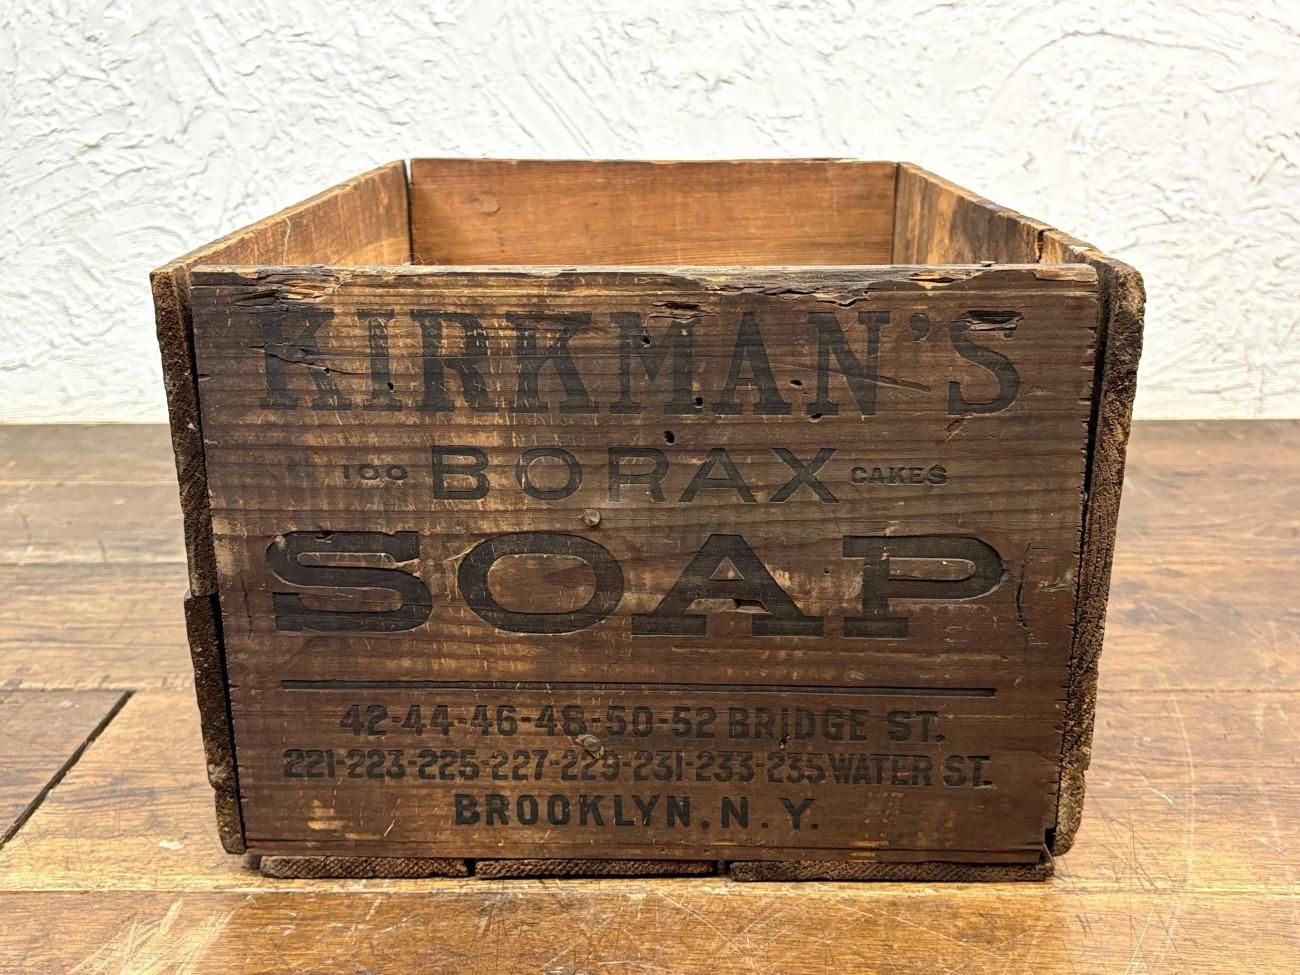 KIRKMAN'S
100 BORAX CAKES
SOAP
42-44-46-48-50-52 BRIDGE ST.
221-223-225-227-229-231-233-235 WATER ST.
BROOKLYN. N. Y.